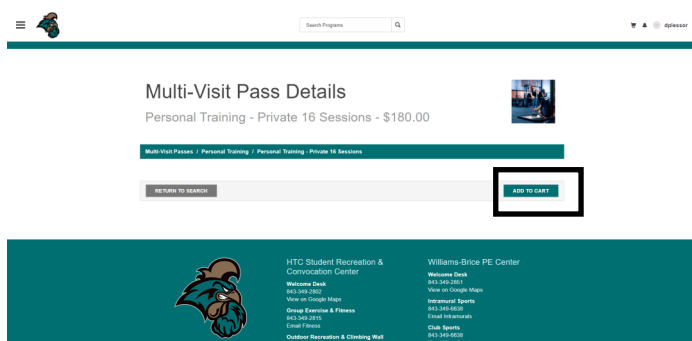 Search Programs
dplessor
Multi-Visit Pass Details
Personal Training - Private 16 Sessions - $180.00
Multi-Visit Passes / Personal Training / Personal Training - Private 16 Sessions
RETURN TO SEARCH
ADD TO CART
HTC Student Recreation &
Convocation Center
Welcome Desk
843-349-2802
View on Google Maps
Group Exercise & Fitness
843-349-2815
Email Fitness
Outdoor Recreation & Climbing Wall
Williams-Brice PE Center
Welcome Desk
843-349-2851
View on Google Maps
Intramural Sports
843-349-6638
Email Intramurals
Club Sports
843-349-6638